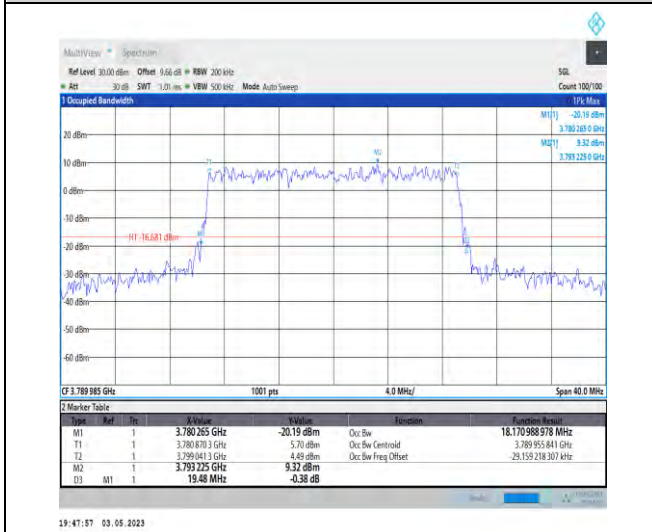 MultiView Spectrum
Ref Level 30.00 dBm Offset 9.66 dB RBW 200 kHz SGL
Att 30 dB SWT 1.01 ms VBW 500 kHz Mode Auto Sweep Count 100/100
1 Occupied Bandwidth 1Pk Max
M1[1] -20.19 dBm
3.780 265 0 GHz
M2[1] 9.32 dBm
3.793 225 0 GHz
20 dBm
10 dBm
0 dBm
-10 dBm
H1 -16.681 dBm
-20 dBm
-30 dBm
-40 dBm
-50 dBm
-60 dBm
T1
M2
T2
M1
CF 3.789 985 GHz 1001 pts 4.0 MHz/ Span 40.0 MHz
2 Marker Table
Type Ref Trc X-Value Y-Value Function Function Result
M1 1 3.780 265 GHz -20.19 dBm Occ Bw 18.170 988 978 MHz
T1 1 3.780 870 3 GHz 5.70 dBm Occ Bw Centroid 3.789 955 841 GHz
T2 1 3.799 041 3 GHz 4.49 dBm Occ Bw Freq Offset -29.159 218 307 kHz
M2 1 3.793 225 GHz 9.32 dBm
D3 M1 1 19.48 MHz -0.38 dB
19:47:57 03.05.2023